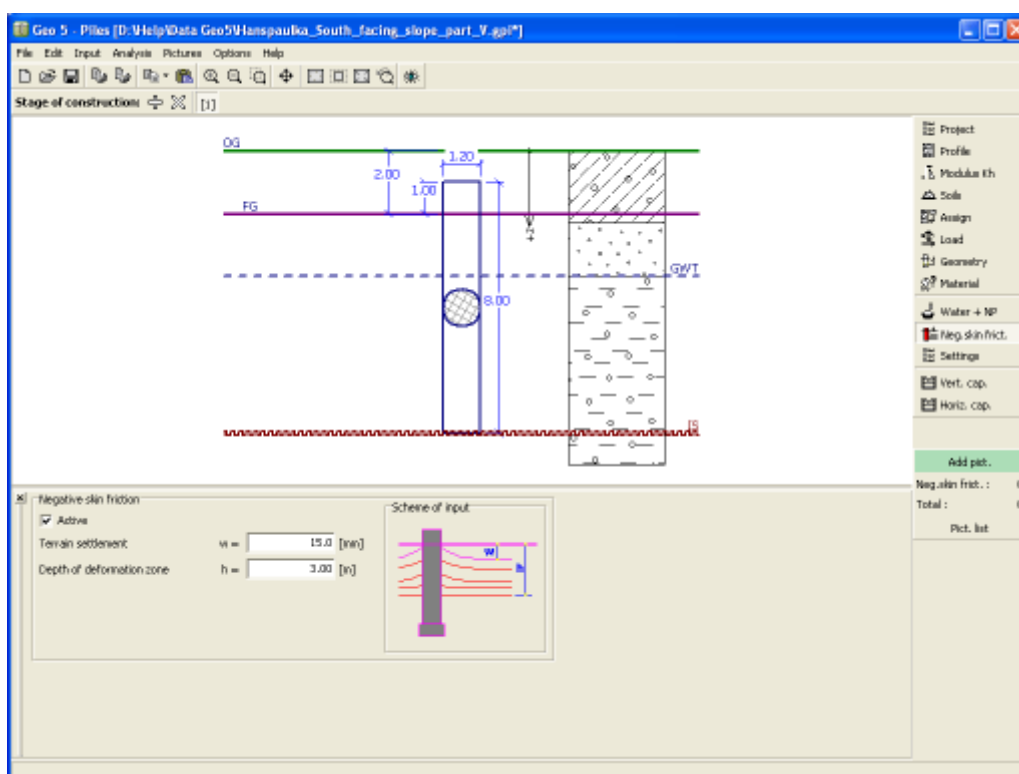 Geo 5 - Piles [D:\Help\Data Geo5\Hanspaulka_South_facing_slope_part_V.gpi*]
File Edit Input Analysis Pictures Options Help
Stage of construction: [1]
OG
1.20
2.00
1.00
FG
+z
GWT
8.00
IS
Project
Profile
Modulus Kh
Soils
Assign
Load
Geometry
Material
Water + NP
Neg.skin frict.
Settings
Vert. cap.
Horiz. cap.
Add pict.
Neg.skin frict. :
Total :
Pict. list
Negative skin friction
Active
Terrain settlement w = 15.0 [mm]
Depth of deformation zone h = 3.00 [m]
Scheme of input
w
h